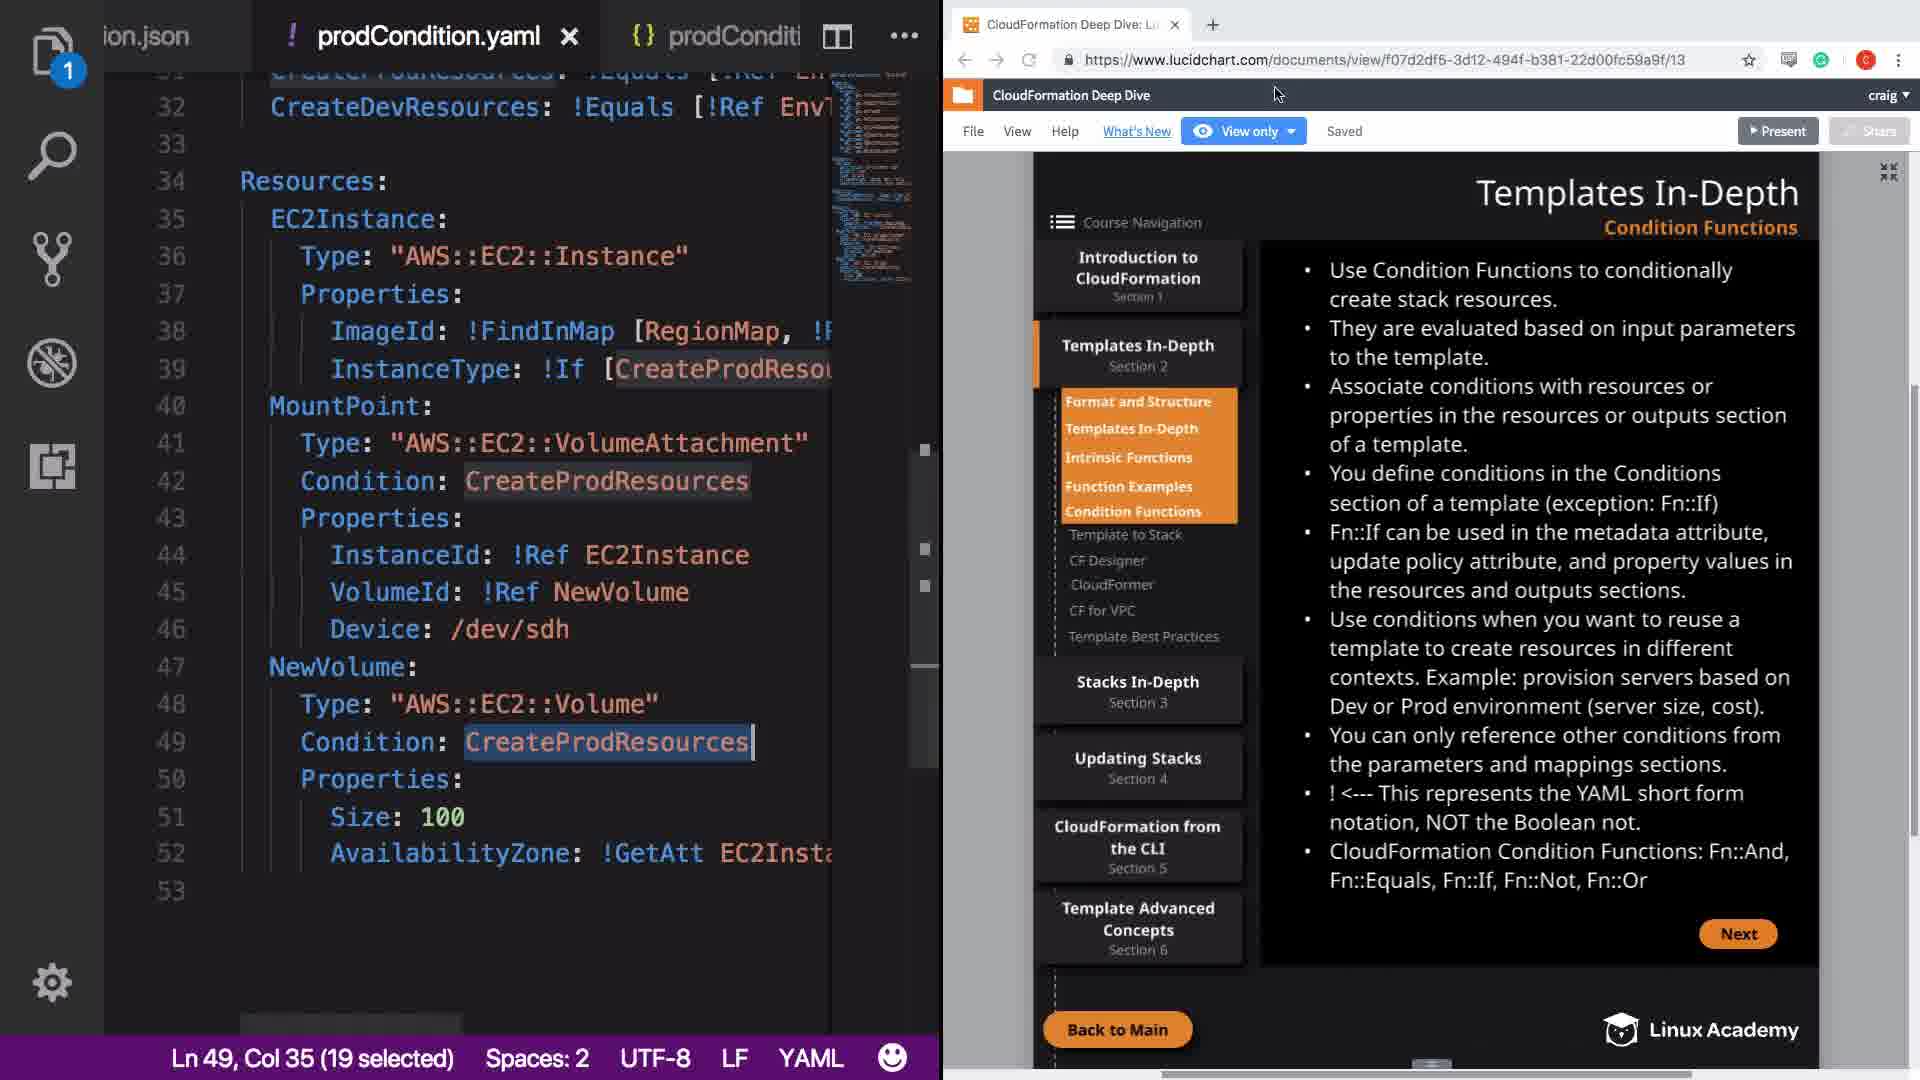 ion.json
! prodCondition.yaml ×
{} prodConditi
1
32 CreateDevResources: !Equals [!Ref EnvT
33
34 Resources:
35 EC2Instance:
36 Type: "AWS::EC2::Instance"
37 Properties:
38 ImageId: !FindInMap [RegionMap, !R
39 InstanceType: !If [CreateProdResou
40 MountPoint:
41 Type: "AWS::EC2::VolumeAttachment"
42 Condition: CreateProdResources
43 Properties:
44 InstanceId: !Ref EC2Instance
45 VolumeId: !Ref NewVolume
46 Device: /dev/sdh
47 NewVolume:
48 Type: "AWS::EC2::Volume"
49 Condition: CreateProdResources
50 Properties:
51 Size: 100
52 AvailabilityZone: !GetAtt EC2Insta
53
Ln 49, Col 35 (19 selected) Spaces: 2 UTF-8 LF YAML
CloudFormation Deep Dive: Lu
https://www.lucidchart.com/documents/view/f07d2df5-3d12-494f-b381-22d00fc59a9f/13
CloudFormation Deep Dive
craig
File View Help What's New View only Saved
Present
Share
Templates In-Depth
Condition Functions
Course Navigation
Introduction to
CloudFormation
Section 1
Templates In-Depth
Section 2
Format and Structure
Templates In-Depth
Intrinsic Functions
Function Examples
Condition Functions
Template to Stack
CF Designer
CloudFormer
CF for VPC
Template Best Practices
Stacks In-Depth
Section 3
Updating Stacks
Section 4
CloudFormation from
the CLI
Section 5
Template Advanced
Concepts
Section 6
Back to Main
• Use Condition Functions to conditionally
create stack resources.
• They are evaluated based on input parameters
to the template.
• Associate conditions with resources or
properties in the resources or outputs section
of a template.
• You define conditions in the Conditions
section of a template (exception: Fn::If)
• Fn::If can be used in the metadata attribute,
update policy attribute, and property values in
the resources and outputs sections.
• Use conditions when you want to reuse a
template to create resources in different
contexts. Example: provision servers based on
Dev or Prod environment (server size, cost).
• You can only reference other conditions from
the parameters and mappings sections.
• ! <--- This represents the YAML short form
notation, NOT the Boolean not.
• CloudFormation Condition Functions: Fn::And,
Fn::Equals, Fn::If, Fn::Not, Fn::Or
Next
Linux Academy